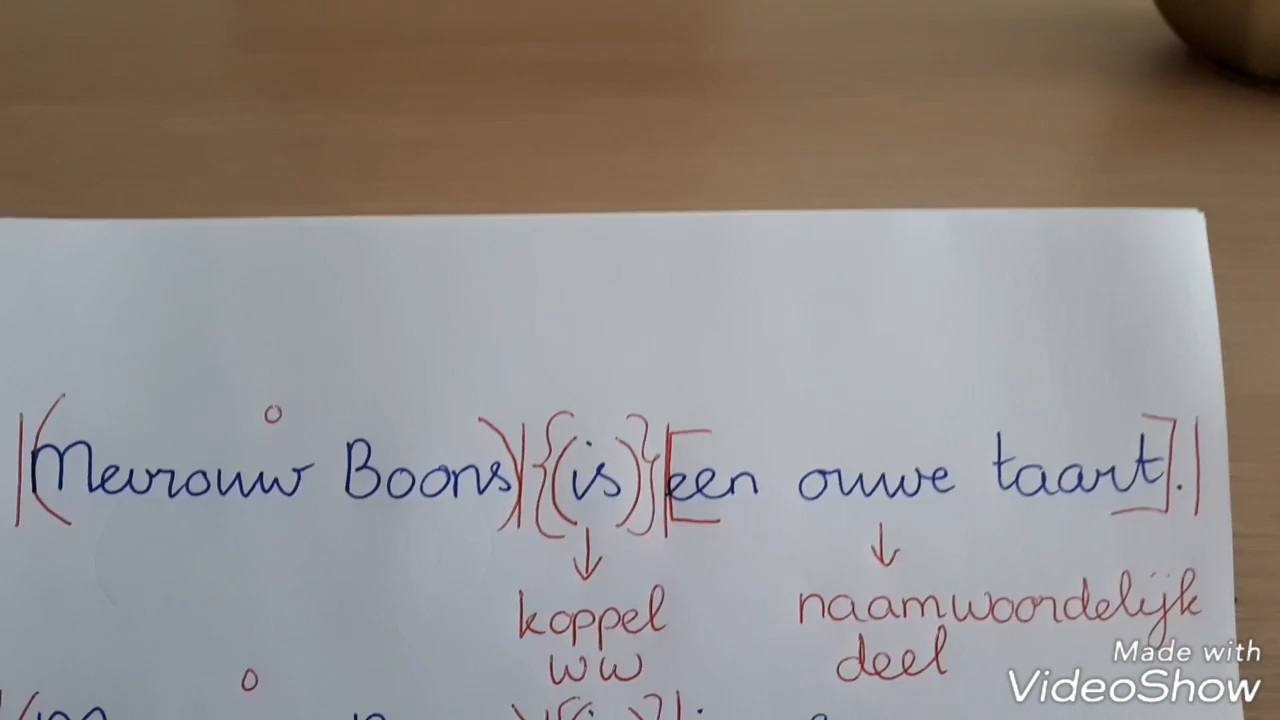 o
|(Mevrouw Boons)|{(is)}|[een ouwe taart].|
↓ ↓
koppel naamwoordelijk
ww deel
o
Made with
VideoShow